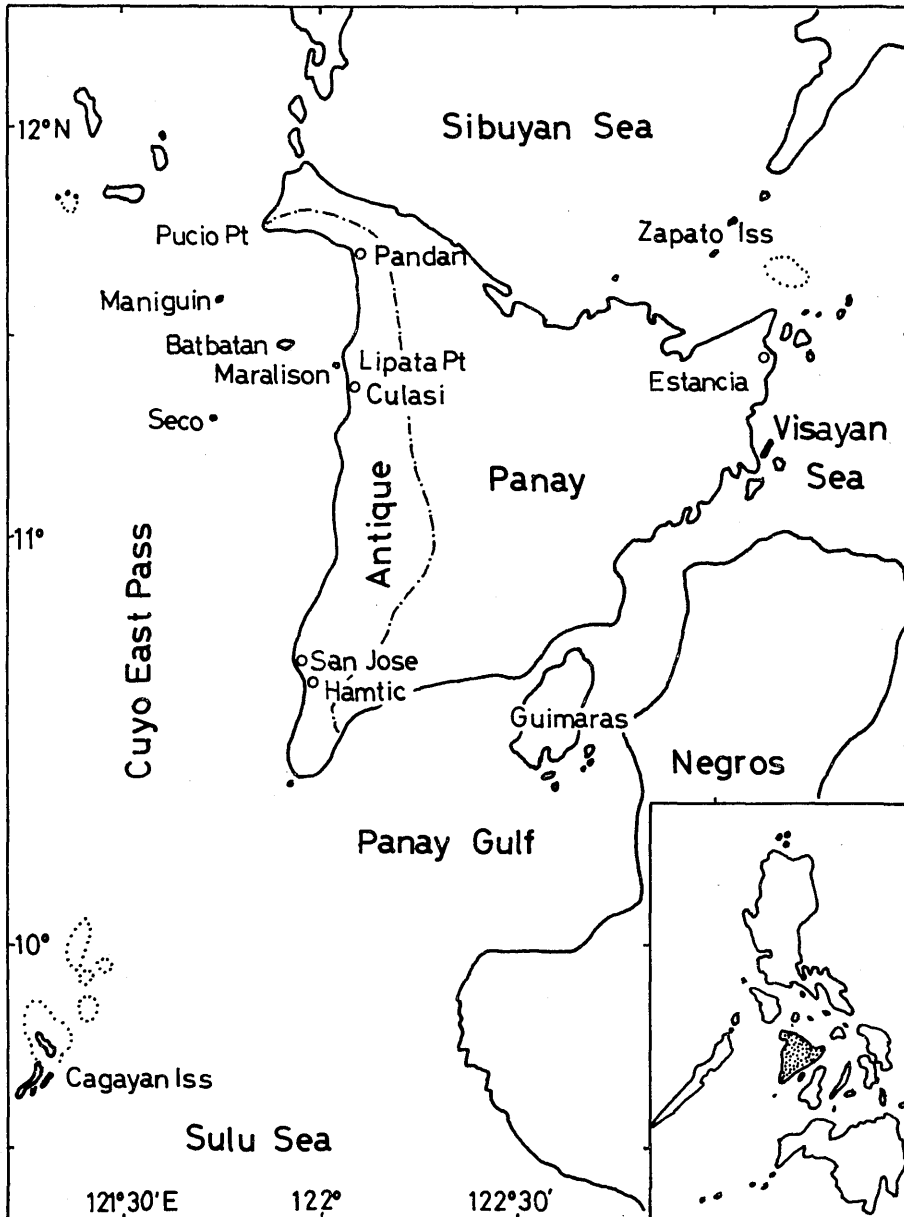 Sibuyan Sea
12°N
Pucio Pt
Zapato Iss
Pandan
Maniguin
Batbatan
Lipata Pt
Maralison
Culasi
Estancia
Seco
Visayan
Sea
Antique
Panay
11°
Cuyo East Pass
San Jose
Hamtic
Guimaras
Negros
Panay Gulf
10°
Cagayan Iss
Sulu Sea
121°30'E
122°
122°30'